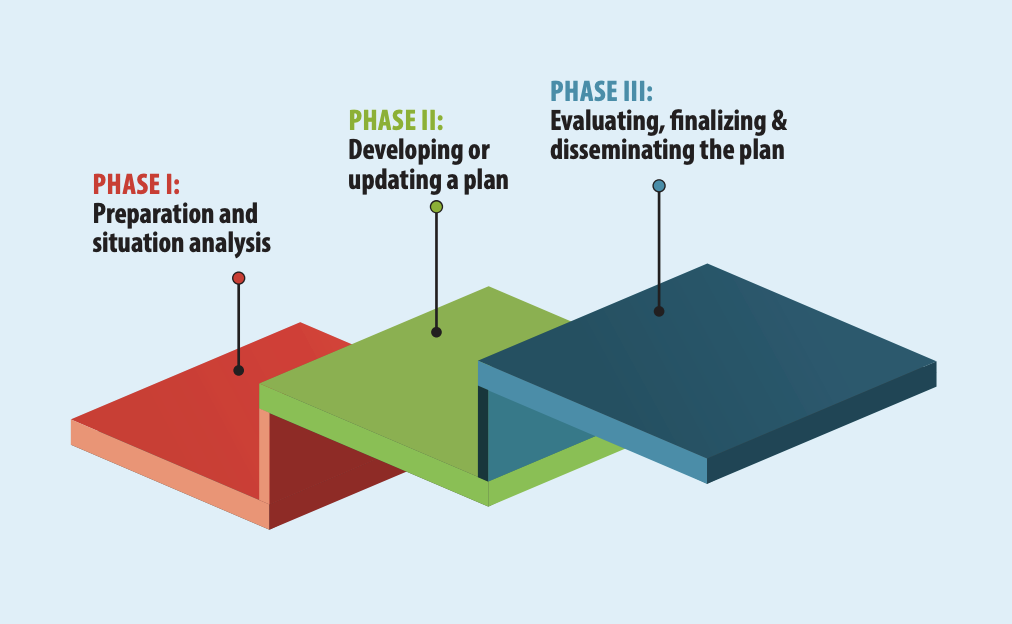 PHASE I:
Preparation and
situation analysis
PHASE II:
Developing or
updating a plan
PHASE III:
Evaluating, finalizing &
disseminating the plan